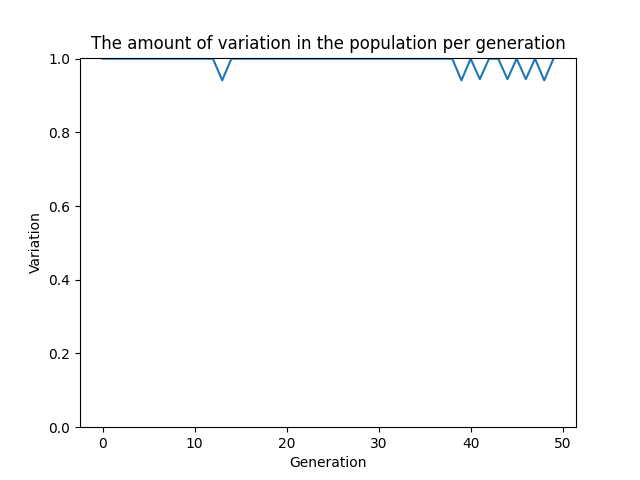 The amount of variation in the population per generation
1.0
0.8
0.6
0.4
0.2
0.0
Variation
0 10 20 30 40 50
Generation